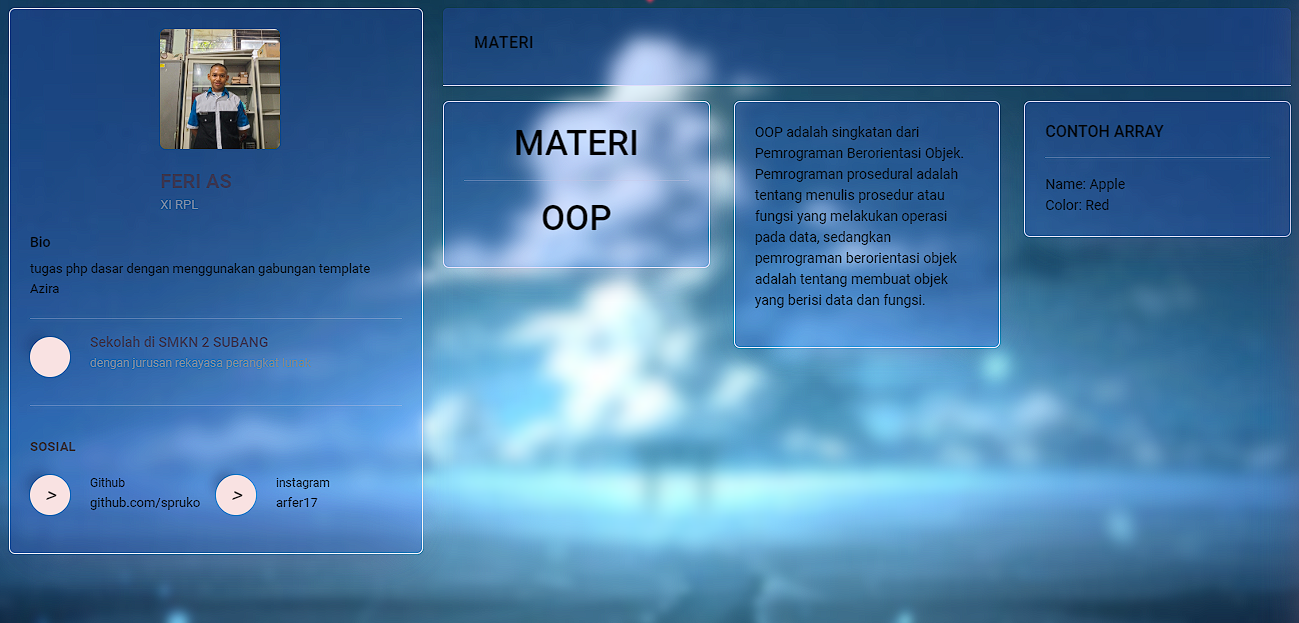 FERI AS
XI RPL
Bio
tugas php dasar dengan menggunakan gabungan template
Azira
Sekolah di SMKN 2 SUBANG
dengan jurusan rekayasa perangkat lunak
SOSIAL
>
Github
github.com/spruko
>
instagram
arfer17
MATERI
MATERI
OOP
OOP adalah singkatan dari
Pemrograman Berorientasi Objek.
Pemrograman prosedural adalah
tentang menulis prosedur atau
fungsi yang melakukan operasi
pada data, sedangkan
pemrograman berorientasi objek
adalah tentang membuat objek
yang berisi data dan fungsi.
CONTOH ARRAY
Name: Apple
Color: Red